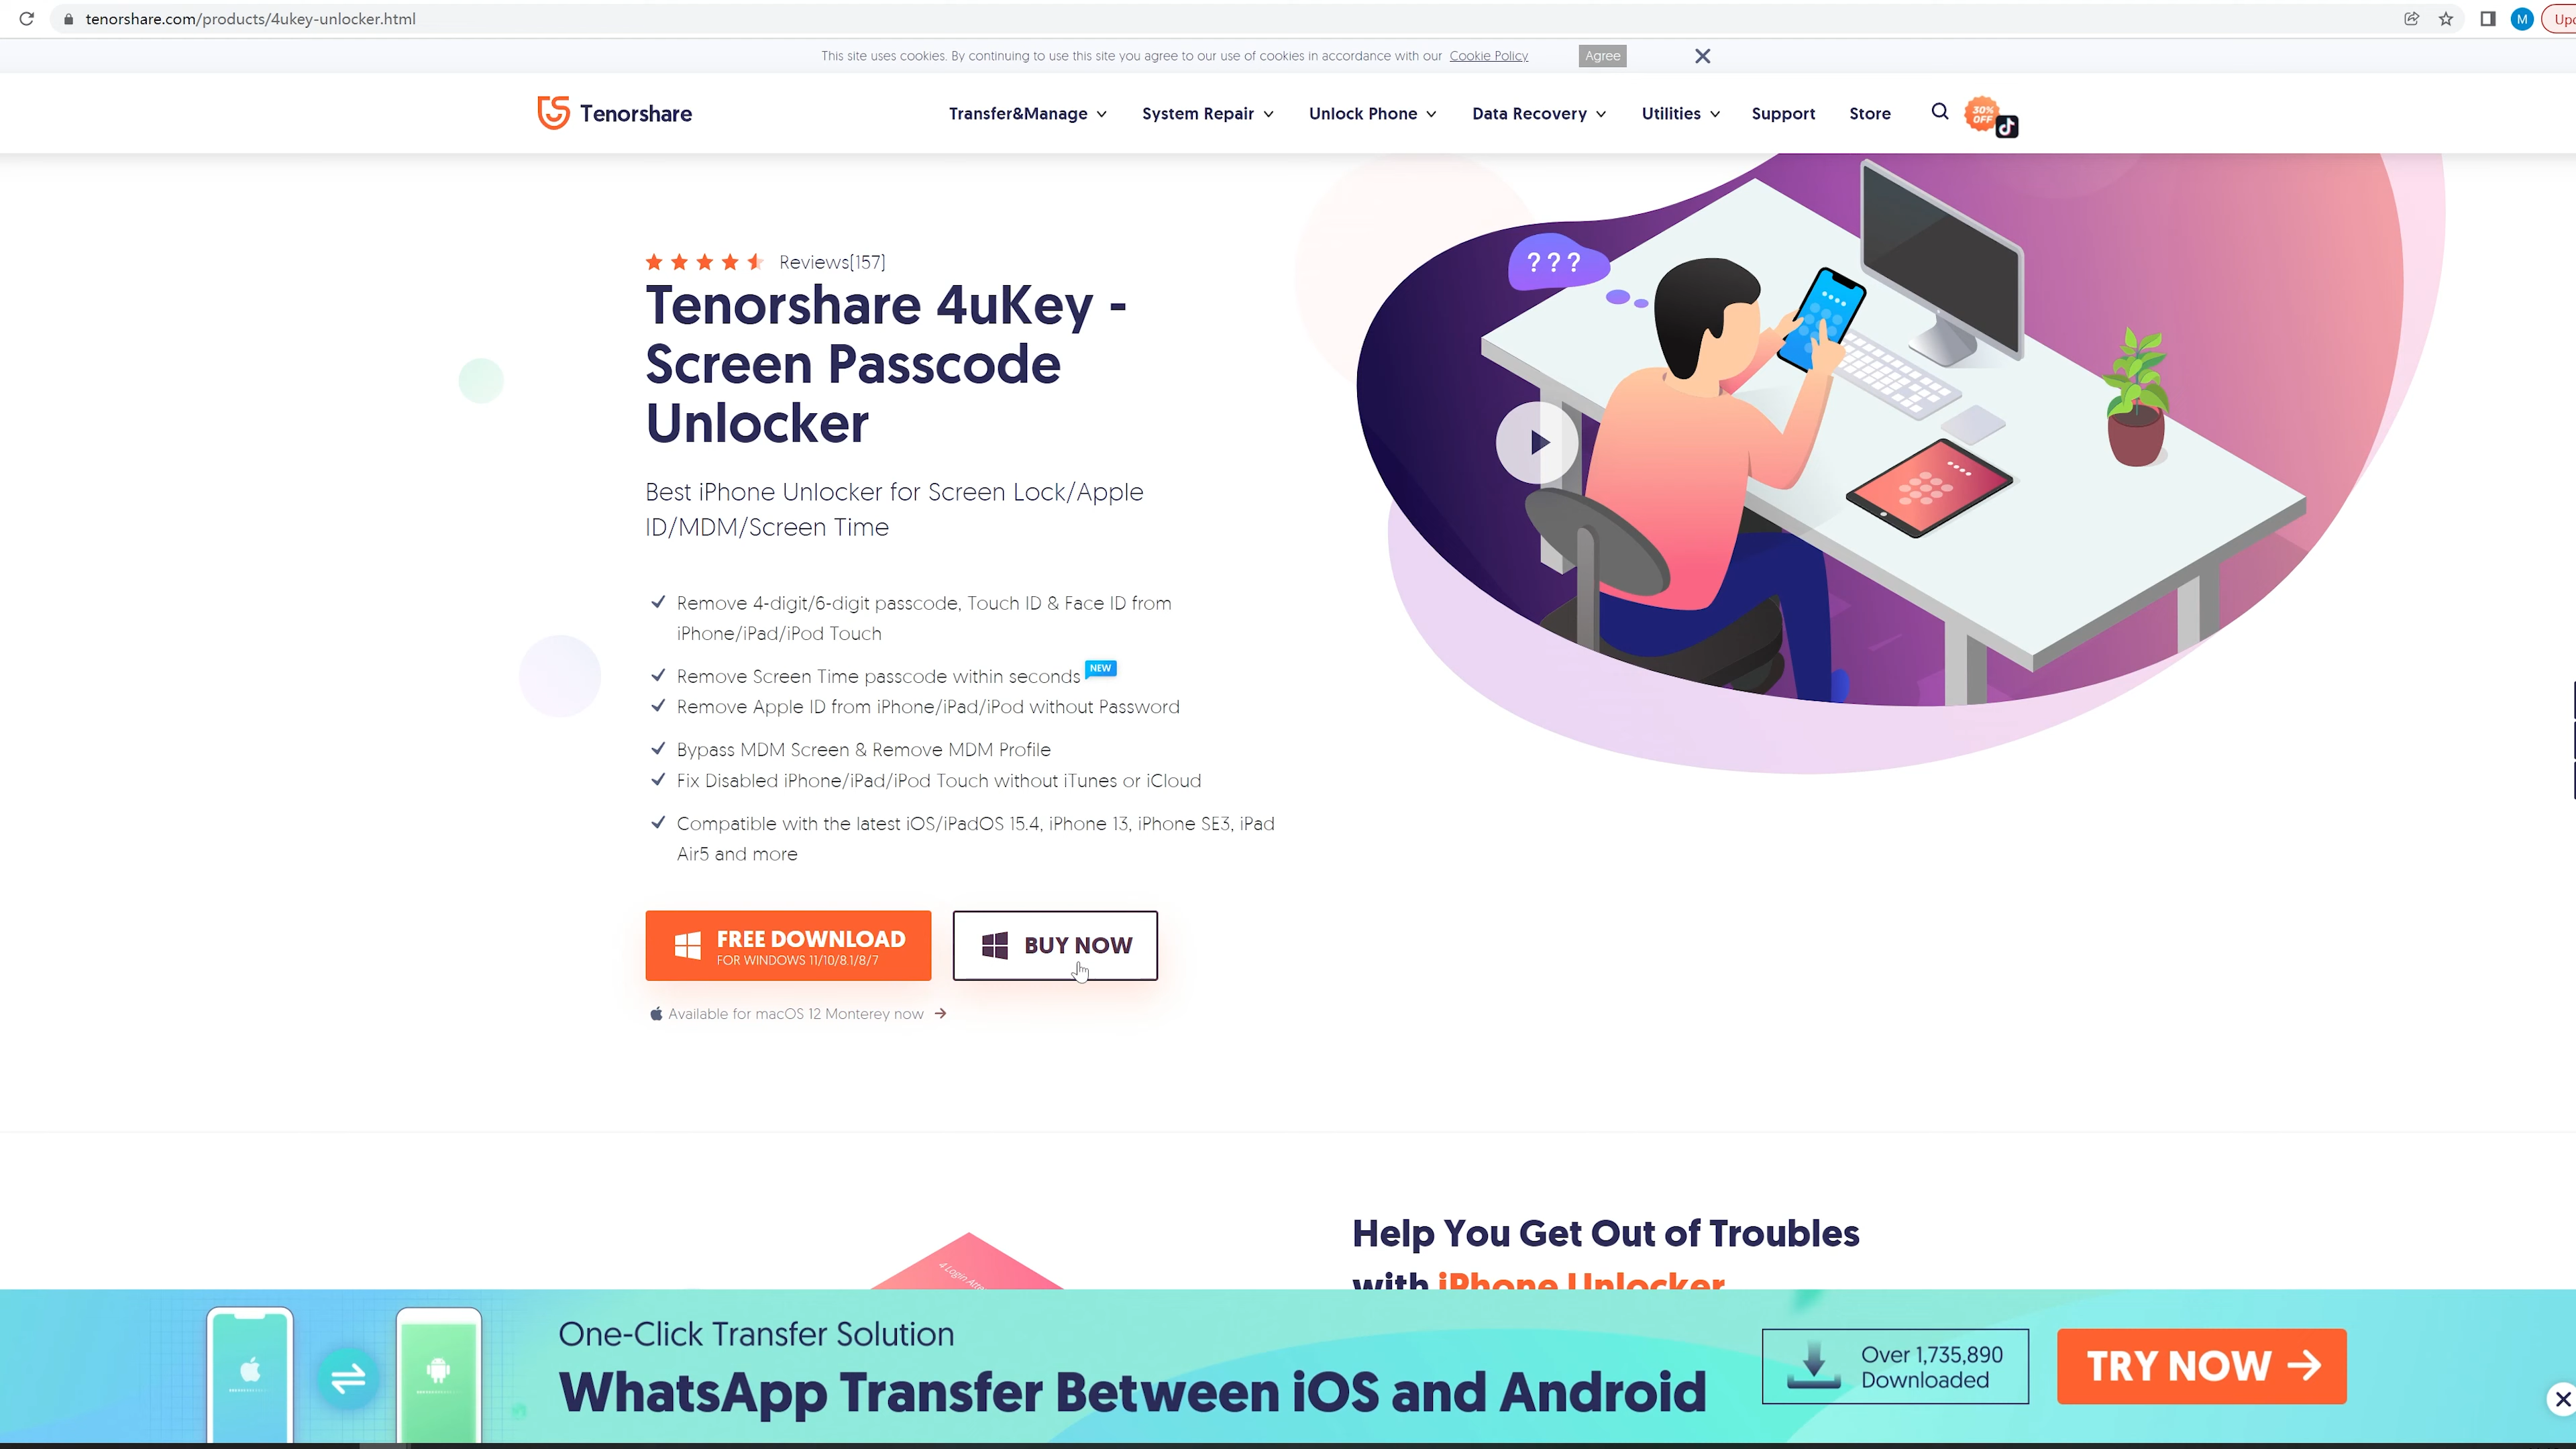 tenorshare.com/products/4ukey-unlocker.html
M
This site uses cookies. By continuing to use this site you agree to our use of cookies in accordance with our Cookie Policy
Agree
Tenorshare
Transfer&Manage
System Repair
Unlock Phone
Data Recovery
Utilities
Support
Store
30%
OFF
Reviews(157)
Tenorshare 4uKey -
Screen Passcode
Unlocker
? ? ?
Best iPhone Unlocker for Screen Lock/Apple
ID/MDM/Screen Time
Remove 4-digit/6-digit passcode, Touch ID & Face ID from
iPhone/iPad/iPod Touch
Remove Screen Time passcode within seconds NEW
Remove Apple ID from iPhone/iPad/iPod without Password
Bypass MDM Screen & Remove MDM Profile
Fix Disabled iPhone/iPad/iPod Touch without iTunes or iCloud
Compatible with the latest iOS/iPadOS 15.4, iPhone 13, iPhone SE3, iPad
Air5 and more
FREE DOWNLOAD
FOR WINDOWS 11/10/8.1/8/7
BUY NOW
Available for macOS 12 Monterey now
Help You Get Out of Troubles
with iPhone Unlocker
4 Login
One-Click Transfer Solution
WhatsApp Transfer Between iOS and Android
Over 1,735,890
Downloaded
TRY NOW